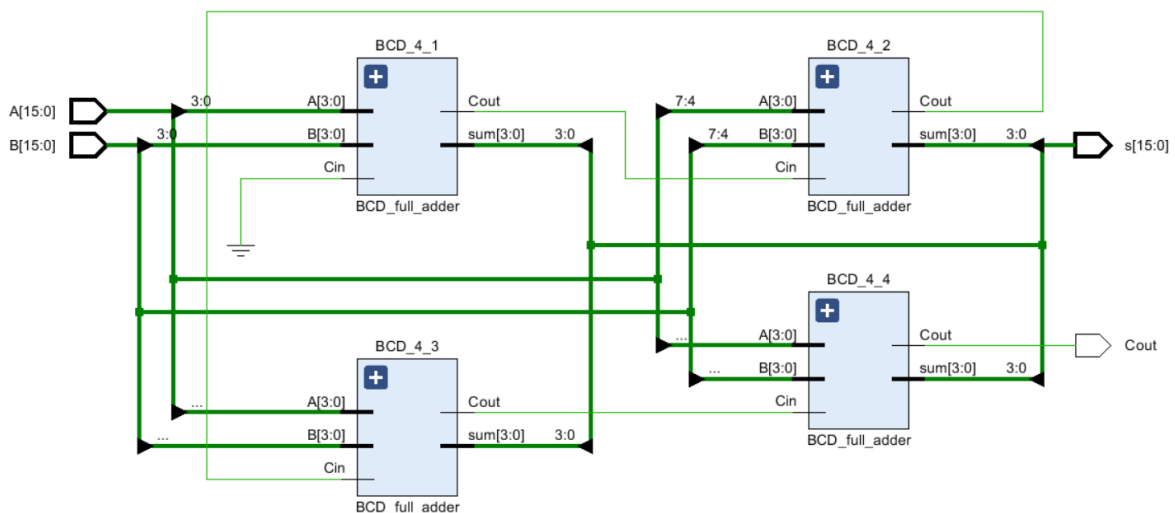 BCD_4_1
BCD_4_2
A[15:0]
3:0
A[3:0]
Cout
7:4
A[3:0]
Cout
B[15:0]
3:0
B[3:0]
sum[3:0]
3:0
7:4
B[3:0]
sum[3:0]
3:0
s[15:0]
Cin
Cin
BCD_full_adder
BCD_full_adder
BCD_4_4
...
A[3:0]
Cout
Cout
BCD_4_3
...
B[3:0]
sum[3:0]
3:0
...
A[3:0]
Cout
Cin
...
B[3:0]
sum[3:0]
3:0
BCD_full_adder
Cin
BCD_full_adder